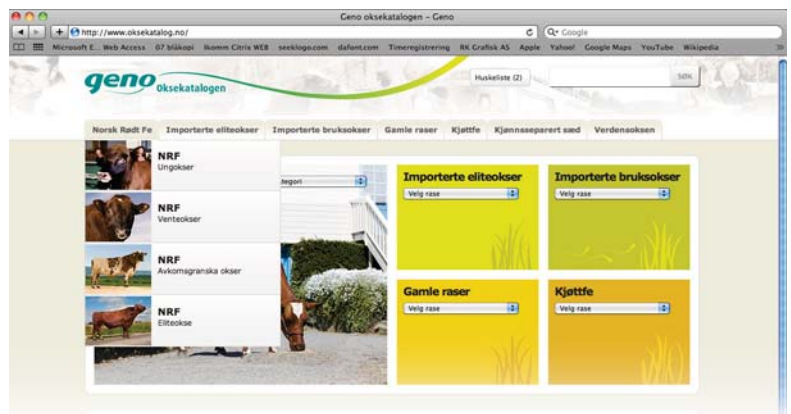 Geno oksekatalogen – Geno
http://www.oksekatalog.no/
Q- Google
Microsoft E... Web Access 07 blåkopi Ikomm Citrix WEB seeklogo.com dafont.com Timeregistrering RK Grafisk AS Apple Yahoo! Google Maps YouTube Wikipedia
geno Oksekatalogen
Huskeliste (2)
SØK
Norsk Rødt Fe Importerte eliteokser Importerte bruksokser Gamle raser Kjøttfe Kjønnsseparert sæd Verdensoksen
NRF
Ungokser
NRF
Venteokser
NRF
Avkomsgranska okser
NRF
Eliteokse
tegori
Importerte eliteokser
Velg rase
Importerte bruksokser
Velg rase
Gamle raser
Velg rase
Kjøttfe
Velg rase